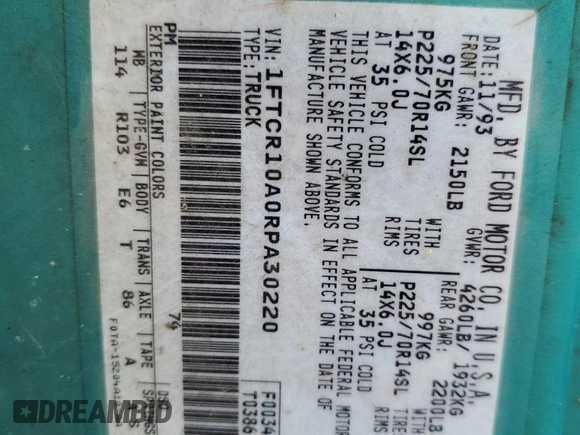 MFD. BY FORD MOTOR CO. IN U.S.A.
DATE: 11/93 GVWR: 4260LB/ 1932KG
FRONT GAWR: 2150LB REAR GAWR: 2200LB
975KG WITH 997KG WITH
P225/70R14SL TIRES P225/70R14SL
14X6.0J RIMS 14X6.0J
AT 35 PSI COLD AT 35 PSI COLD
THIS VEHICLE CONFORMS TO ALL APPLICABLE FEDERAL MOTOR
VEHICLE SAFETY STANDARDS IN EFFECT ON THE DATE OF
MANUFACTURE SHOWN ABOVE.
VIN: 1FTCR10A0RPA30220
TYPE: TRUCK
F0034
T0386
EXTERIOR PAINT COLORS
PM 74
WB TYPE-GVW BODY TRANS AXLE TAPE
114 R103 E6 T 86 A
DREAMBID